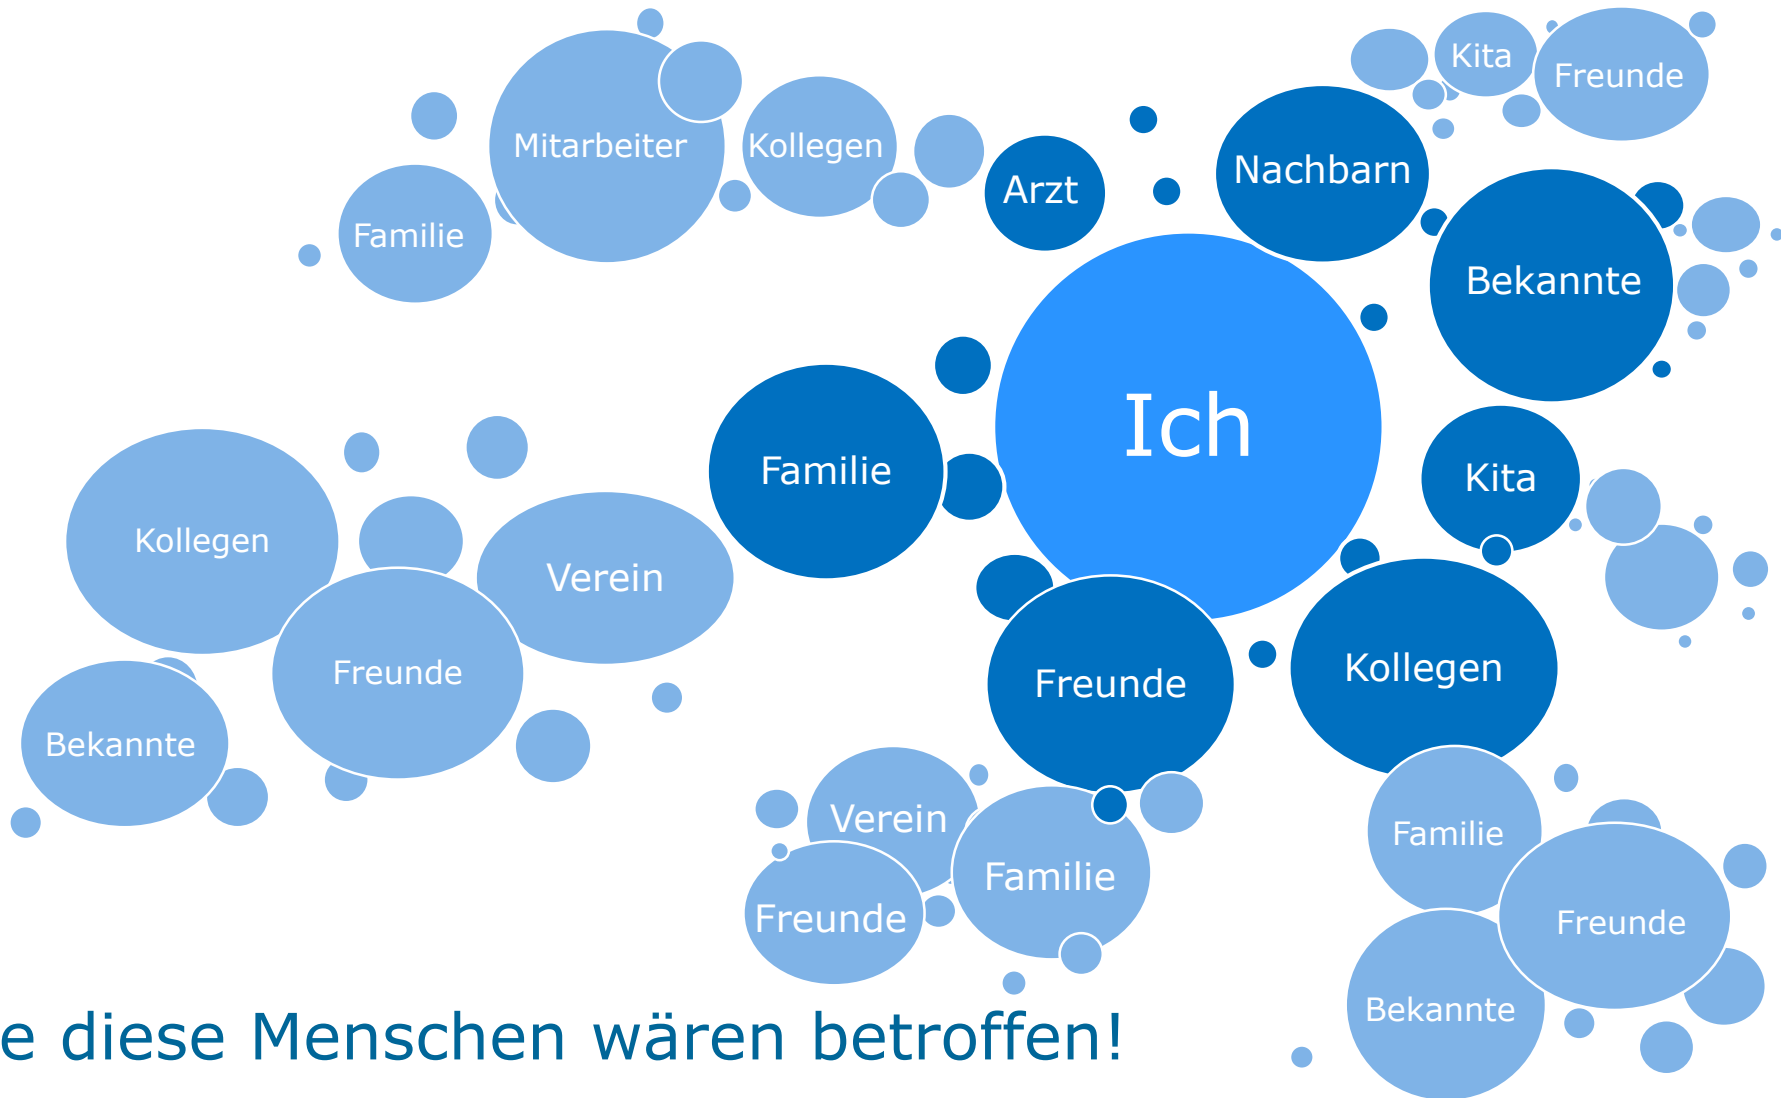 Kita
Freunde
Mitarbeiter
Kollegen
Nachbarn
Arzt
Familie
Bekannte
Ich
Familie
Kita
Kollegen
Verein
Freunde
Kollegen
Freunde
Bekannte
Verein
Familie
Freunde
Familie
Freunde
Bekannte
e diese Menschen wären betroffen!